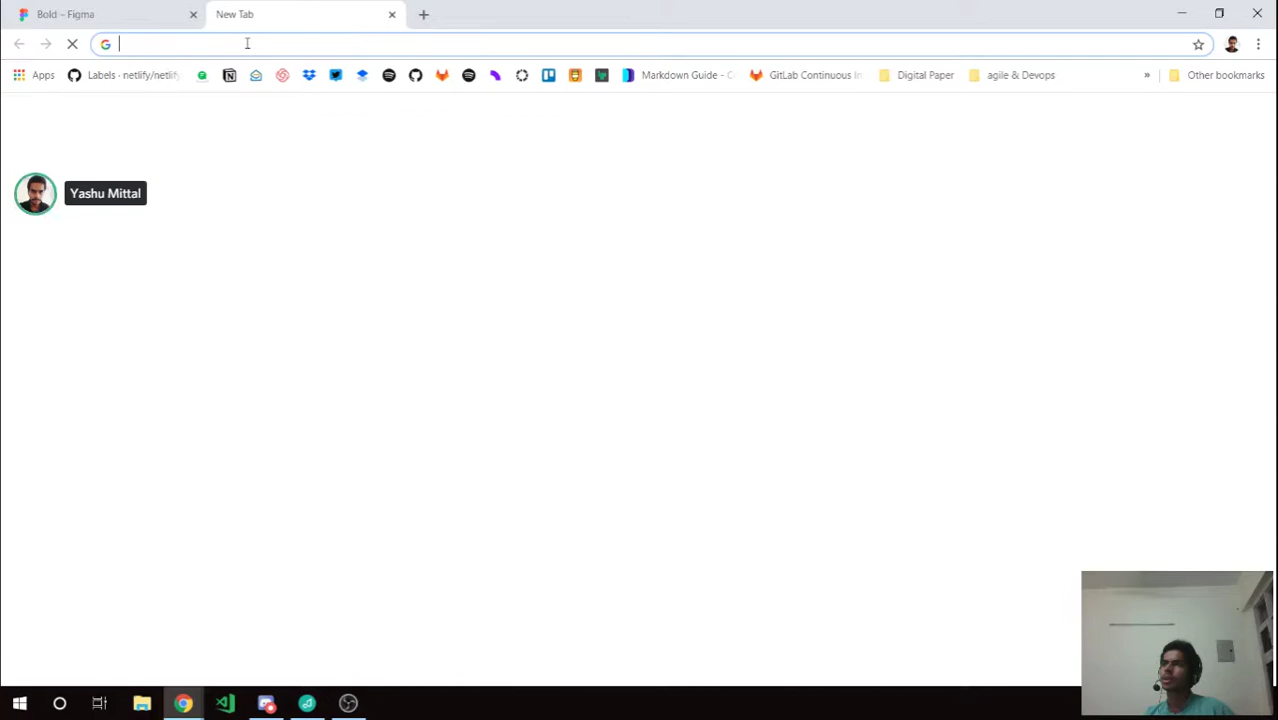 Bold – Figma
New Tab
Apps
Labels · netlify/netlify
Markdown Guide - C
GitLab Continuous In
Digital Paper
agile & Devops
»
Other bookmarks
Yashu Mittal